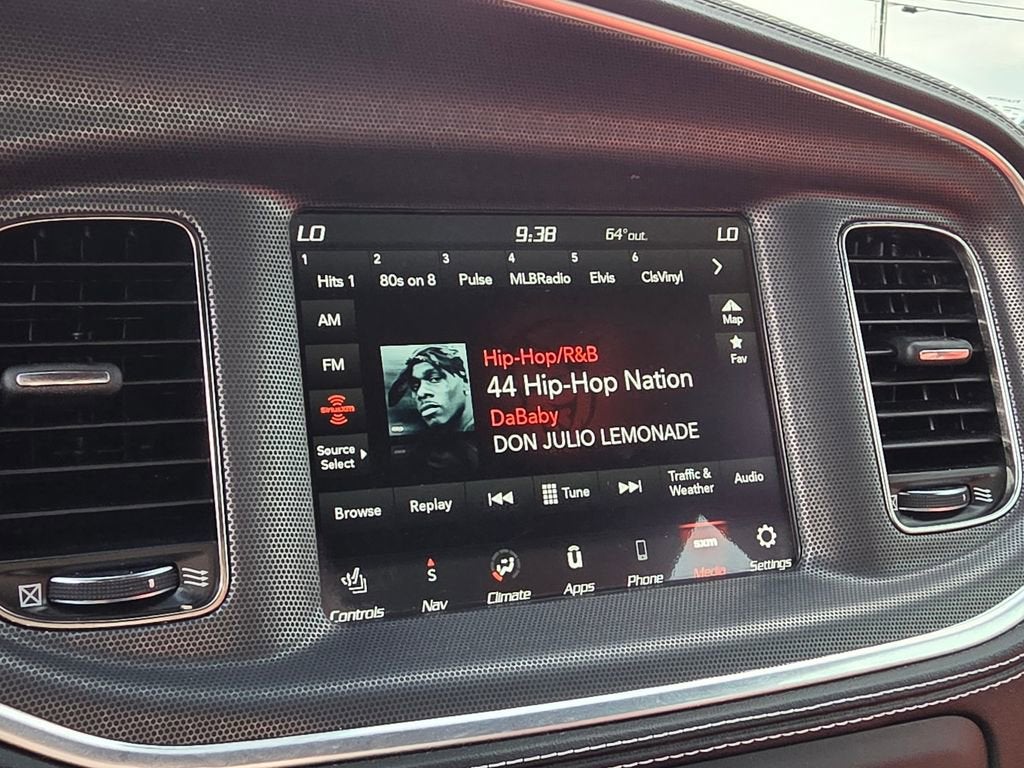 LO 9:38 64°out. LO
1 2 3 4 5 6
Hits 1 80s on 8 Pulse MLBRadio Elvis ClsVinyl
AM
Map
FM
Fav
siriusxm
Source
Select
Hip-Hop/R&B
44 Hip-Hop Nation
DaBaby
DON JULIO LEMONADE
Browse Replay Tune Traffic &
Weather Audio
S
sxm
Controls Nav Climate Apps Phone Media Settings